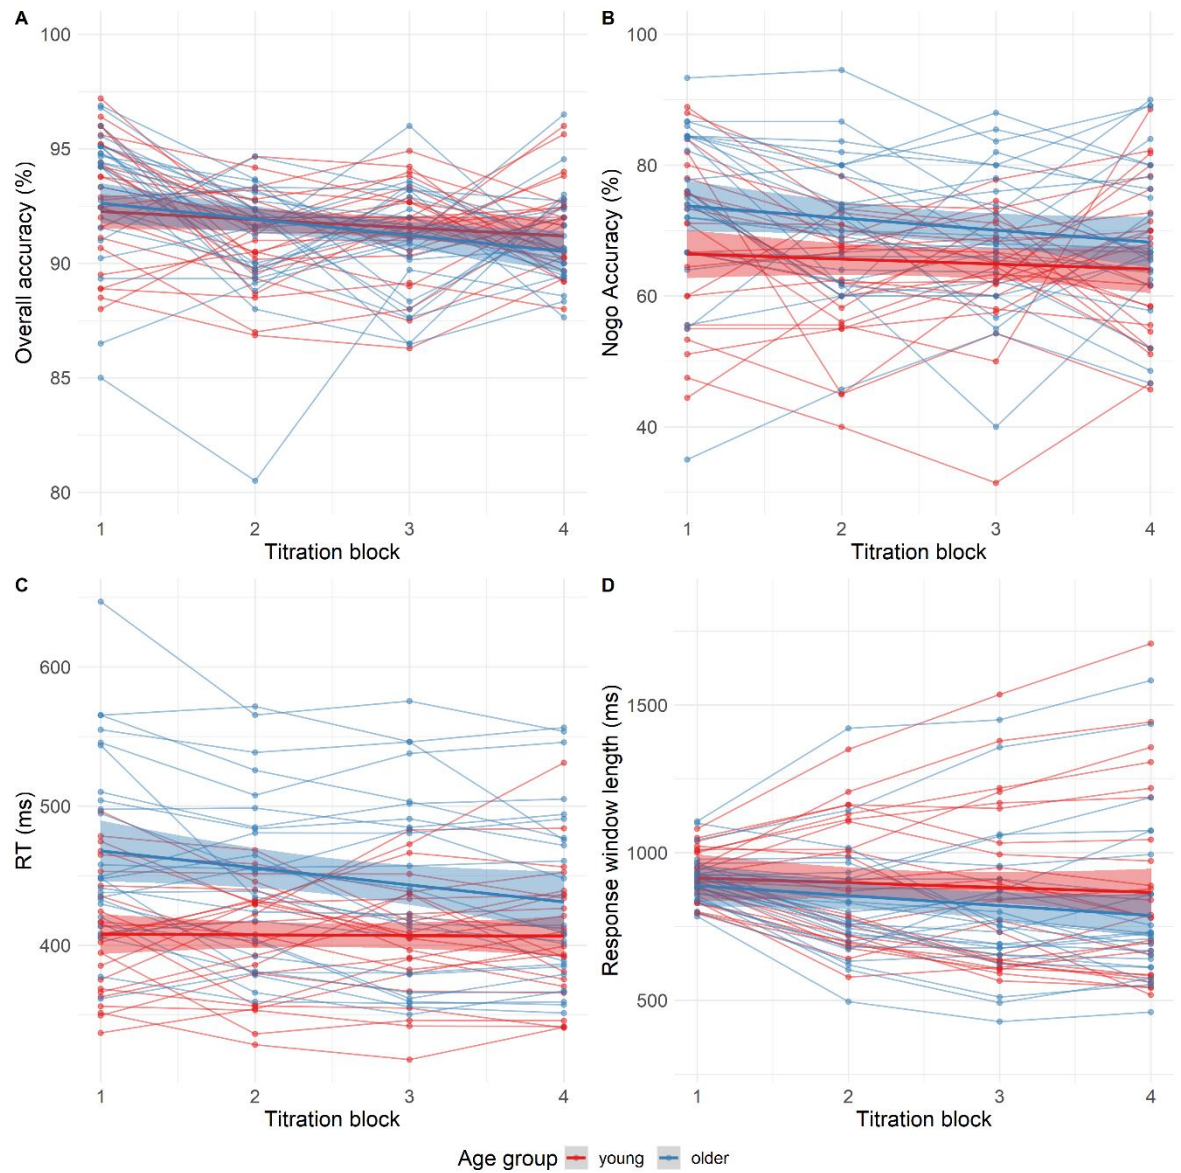 A
B
100
95
90
85
80
Overall accuracy (%)
1 2 3 4
Titration block
100
80
60
40
Nogo Accuracy (%)
1 2 3 4
Titration block
C
D
600
500
400
RT (ms)
1 2 3 4
Titration block
1500
1000
500
Response window length (ms)
1 2 3 4
Titration block
Age group young older